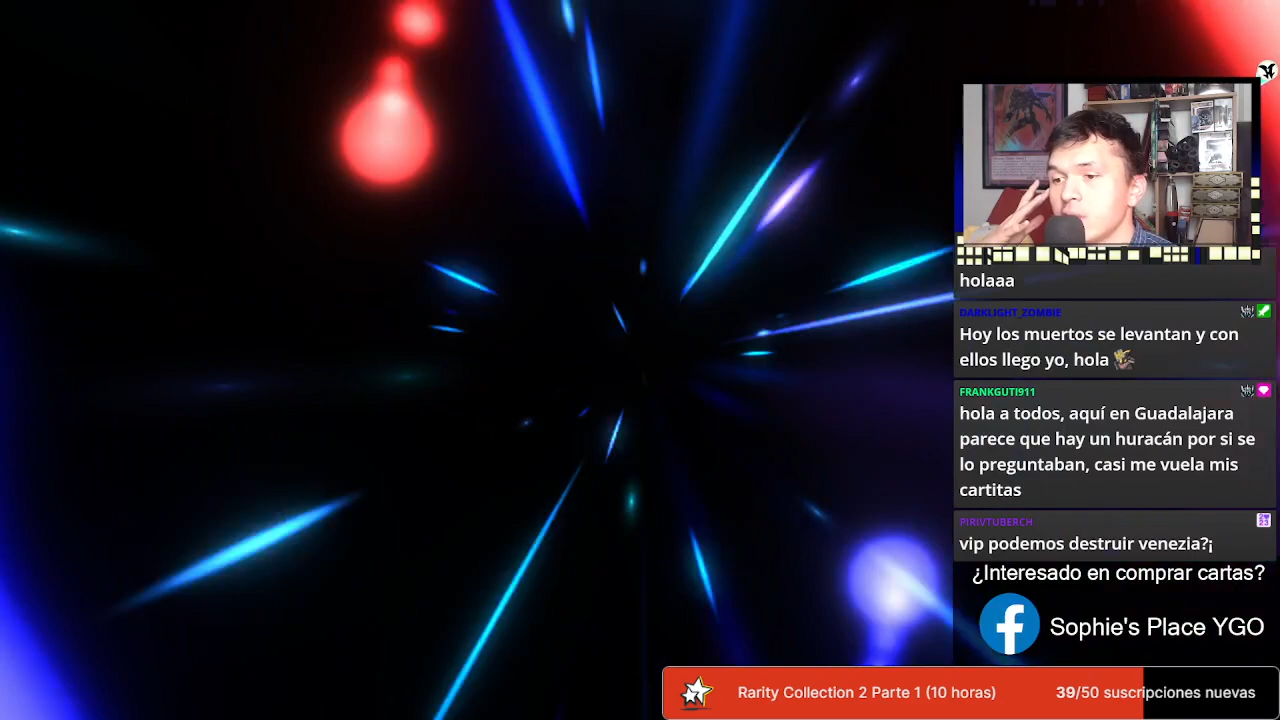 holaaa
DARKLIGHT_ZOMBIE
Hoy los muertos se levantan y con
ellos llego yo, hola
FRANKGUTI911
hola a todos, aquí en Guadalajara
parece que hay un huracán por si se
lo preguntaban, casi me vuela mis
cartitas
PIRIVTUBERCH
vip podemos destruir venezia?¡
¿Interesado en comprar cartas?
Sophie's Place YGO
Rarity Collection 2 Parte 1 (10 horas) 39/50 suscripciones nuevas